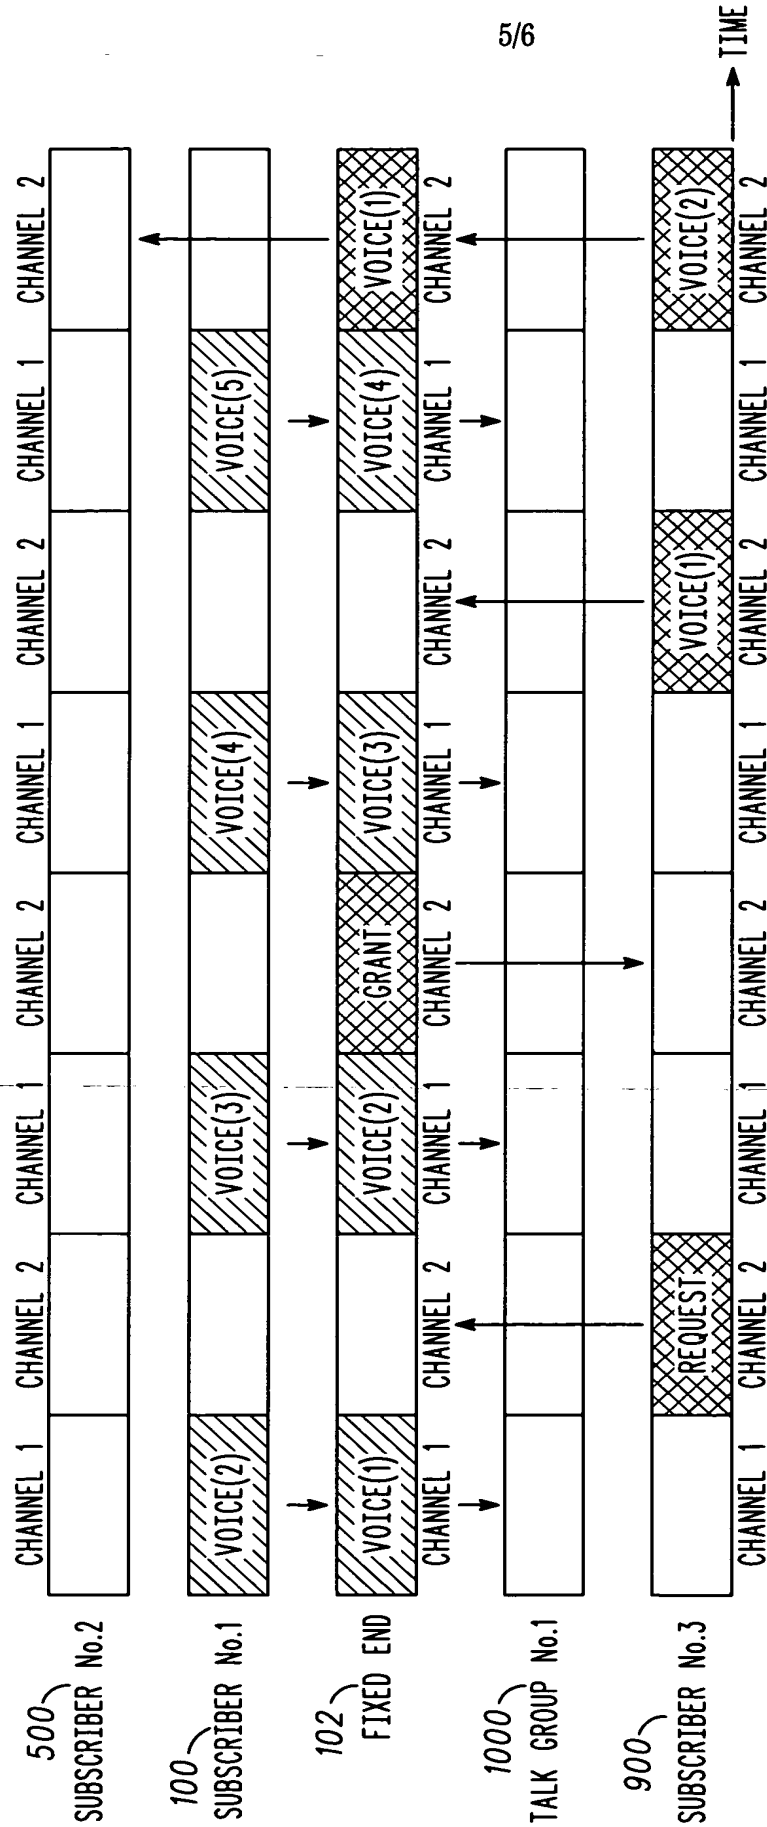 5/6
CHANNEL 1 CHANNEL 2 CHANNEL 1 CHANNEL 2 CHANNEL 1 CHANNEL 2 CHANNEL 1 CHANNEL 2
500
SUBSCRIBER No.2
100
SUBSCRIBER No.1
VOICE(2) VOICE(3) VOICE(4) VOICE(5)
102
FIXED END
VOICE(1) VOICE(2) GRANT VOICE(3) VOICE(4) VOICE(1)
CHANNEL 1 CHANNEL 2 CHANNEL 1 CHANNEL 2 CHANNEL 1 CHANNEL 2 CHANNEL 1 CHANNEL 2
1000
TALK GROUP No.1
900
SUBSCRIBER No.3
REQUEST VOICE(1) VOICE(2)
CHANNEL 1 CHANNEL 2 CHANNEL 1 CHANNEL 2 CHANNEL 1 CHANNEL 2 CHANNEL 1 CHANNEL 2
TIME